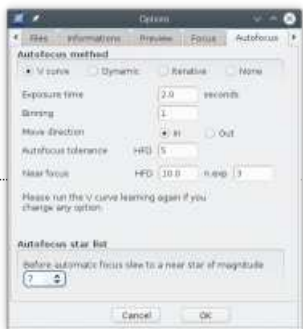 Options
Files Informations Preview Focus Autofocus
Autofocus method
V curve Dynamic Iterative None
Exposure time 2.0 seconds
Binning 1
Move direction In Out
Autofocus tolerance HFD 5
Near focus HFD 10.0 n.exp 3
Please run the V curve learning again if you
change any option.
Autofocus star list
Before automatic focus slew to a near star of magnitude
7
Cancel OK